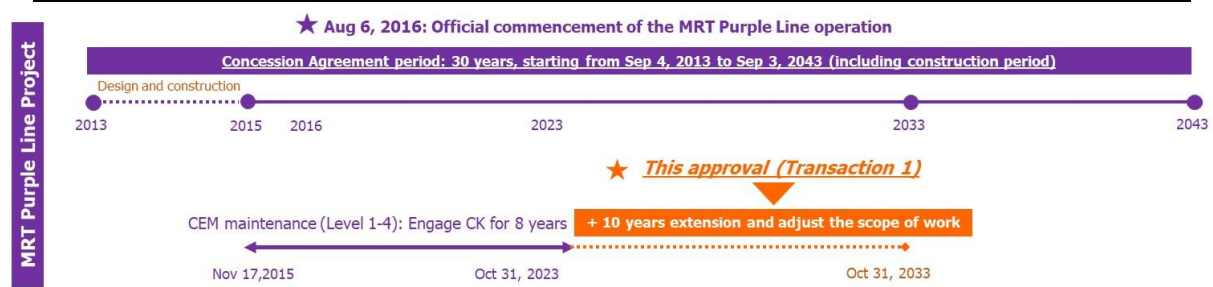 MRT Purple Line Project
★ Aug 6, 2016: Official commencement of the MRT Purple Line operation
Concession Agreement period: 30 years, starting from Sep 4, 2013 to Sep 3, 2043 (including construction period)
Design and construction
2013
2015
2016
2023
2033
2043
★ This approval (Transaction 1)
CEM maintenance (Level 1-4): Engage CK for 8 years
+ 10 years extension and adjust the scope of work
Nov 17,2015
Oct 31, 2023
Oct 31, 2033